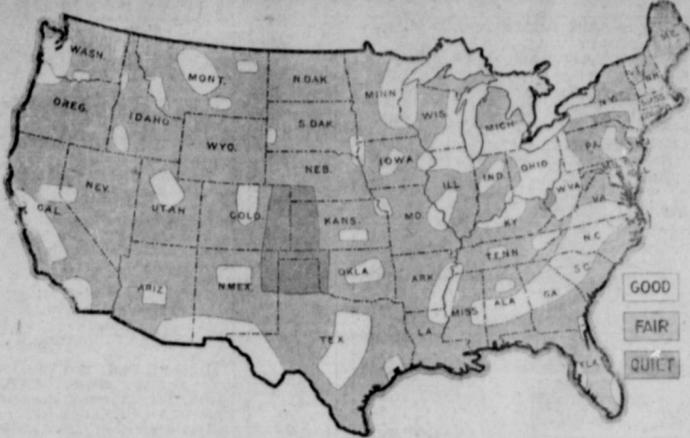 WASH.
MONT.
N.DAK.
MINN
ME.
OREG.
IDAHO
S.DAK.
WIS.
MICH
N.Y.
WYO.
NEB.
IOWA
PA.
NEV.
UTAH
COLO.
KANS.
MO.
ILL
IND.
OHIO
W.VA
VA.
CAL.
KY
ARIZ
N.MEX.
OKLA.
ARK.
TENN.
N.C.
S.C.
TEX
LA.
MISS
ALA
GA.
FLA.
GOOD
FAIR
QUIET